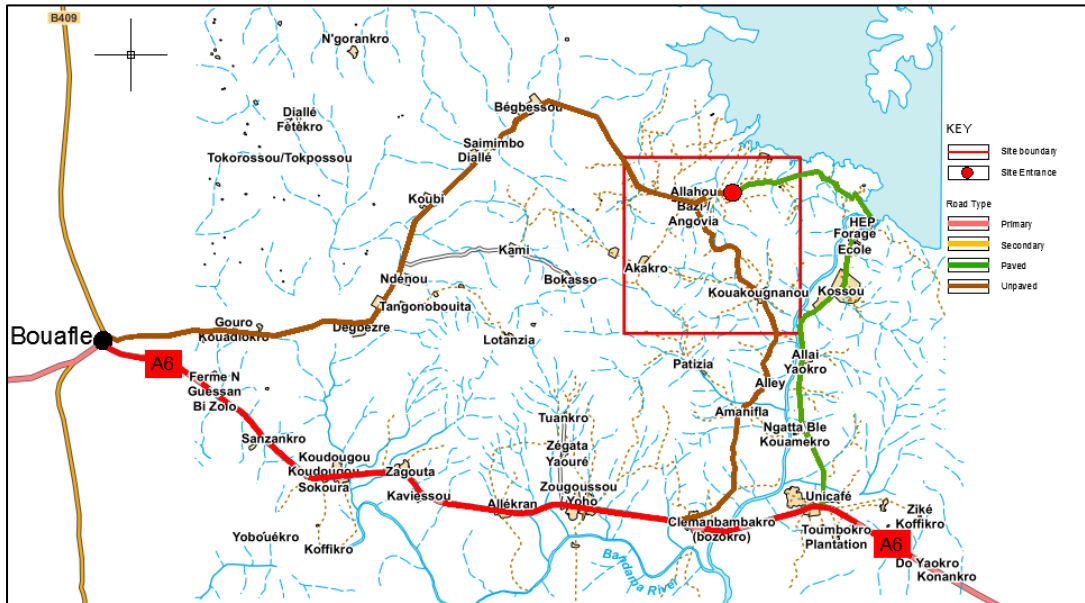 B409
N'gorankro
Bégbessou
Diallé
Fètèkro
Saimimbo
Diallé
Tokorossou/Tokpossou
KEY
Site boundary
Site Entrance
Road Type
Primary
Secondary
Paved
Unpaved
Koubi
Allahou
Bazi /
Angovia
HEP
Forage
Ecole
Kami
Akakro
Ndénou
Bokasso
Tangonobouita
Kouakougnanou
Kossou
Gouro
Kouadiokro
Degbezre
Bouafle
Lotanzia
A6
Patizia
Allai
Yaokro
Ferme N
Guessan
Bi Zolo
Alley
Amanifla
Tuankro
Sanzankro
Ngatta Ble
Kouamekro
Zégata
Yaouré
Koudougou
Koudougou
Sokoura
Zagouta
Kaviessou
Allékran
Zougoussou
Yoho
Unicafé
Clemanbambakro
(bozokro)
Toumbokro
Plantation
Ziké
Koffikro
A6
Yobouékro
Koffikro
Bandama River
Do Yaokro
Konankro